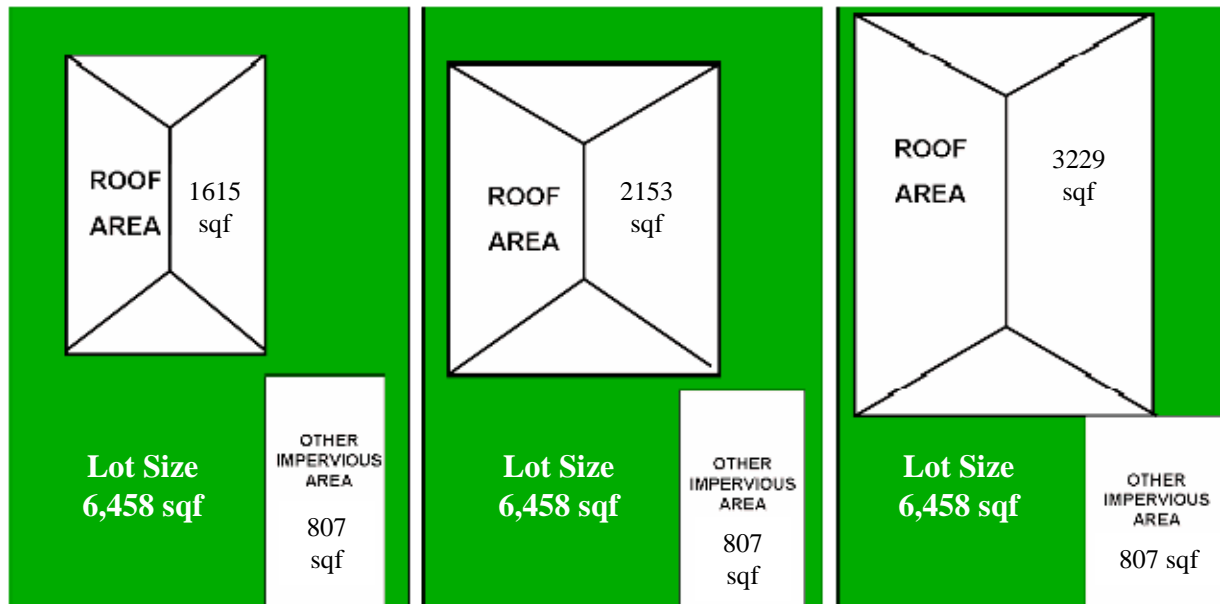 ROOF
AREA
1615
sqf
OTHER
IMPERVIOUS
AREA
807
sqf
Lot Size
6,458 sqf
ROOF
AREA
2153
sqf
OTHER
IMPERVIOUS
AREA
807
sqf
Lot Size
6,458 sqf
ROOF
AREA
3229
sqf
OTHER
IMPERVIOUS
AREA
807 sqf
Lot Size
6,458 sqf